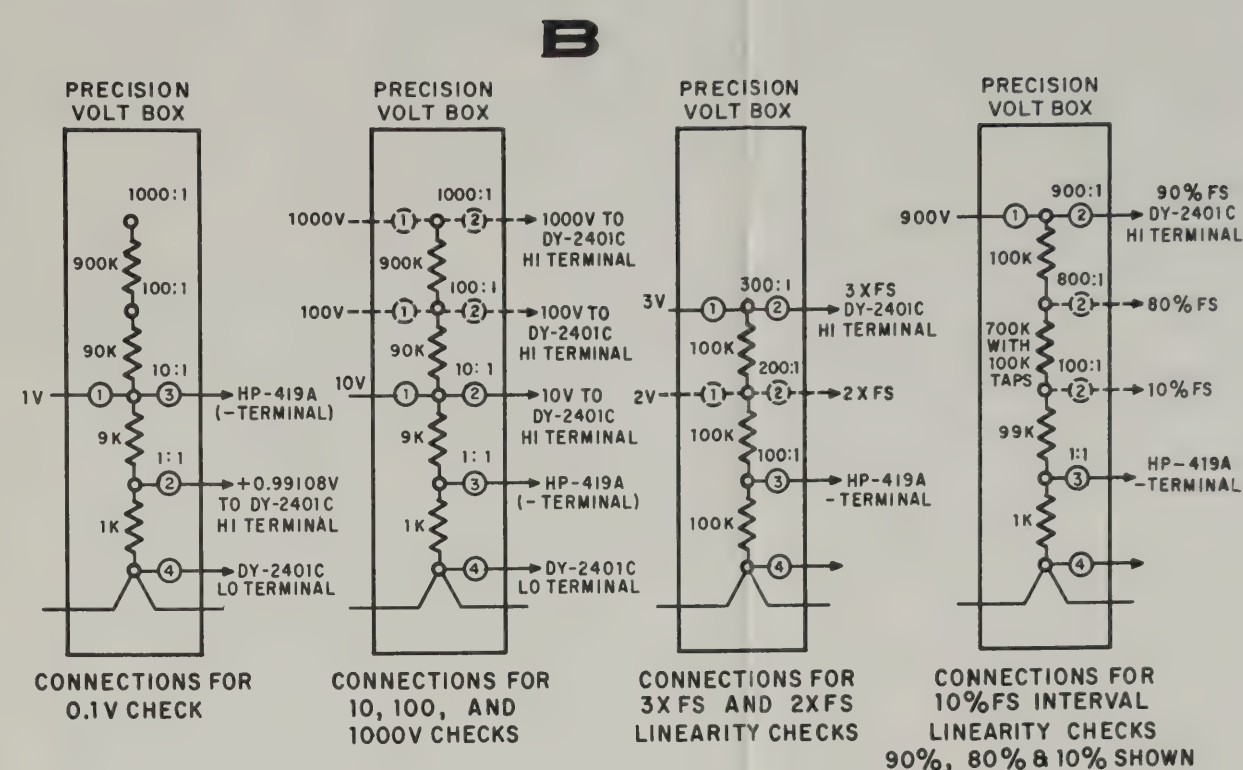 B
PRECISION
VOLT BOX
1000:1
900K
100:1
90K
10:1
1V
1
3
HP-419A
(-TERMINAL)
9K
1:1
2
+0.99108V
TO DY-2401C
HI TERMINAL
1K
4
DY-2401C
LO TERMINAL
CONNECTIONS FOR
0.1V CHECK
PRECISION
VOLT BOX
1000:1
1000V
1
2
1000V TO
DY-2401C
HI TERMINAL
900K
100:1
100V
1
2
100V TO
DY-2401C
HI TERMINAL
90K
10:1
10V
1
2
10V TO
DY-2401C
HI TERMINAL
9K
1:1
3
HP-419A
(-TERMINAL)
1K
4
DY-2401C
LO TERMINAL
CONNECTIONS FOR
10, 100, AND
1000V CHECKS
PRECISION
VOLT BOX
300:1
3V
1
2
3XFS
DY-2401C
HI TERMINAL
100K
200:1
2V
1
2
2XFS
100K
100:1
3
HP-419A
-TERMINAL
100K
4
CONNECTIONS FOR
3XFS AND 2XFS
LINEARITY CHECKS
PRECISION
VOLT BOX
900:1
900V
1
2
90% FS
DY-2401C
HI TERMINAL
100K
800:1
2
80% FS
700K
WITH
100K
TAPS
100:1
2
10% FS
99K
1:1
3
HP-419A
-TERMINAL
1K
4
CONNECTIONS FOR
10%FS INTERVAL
LINEARITY CHECKS
90%, 80% & 10% SHOWN